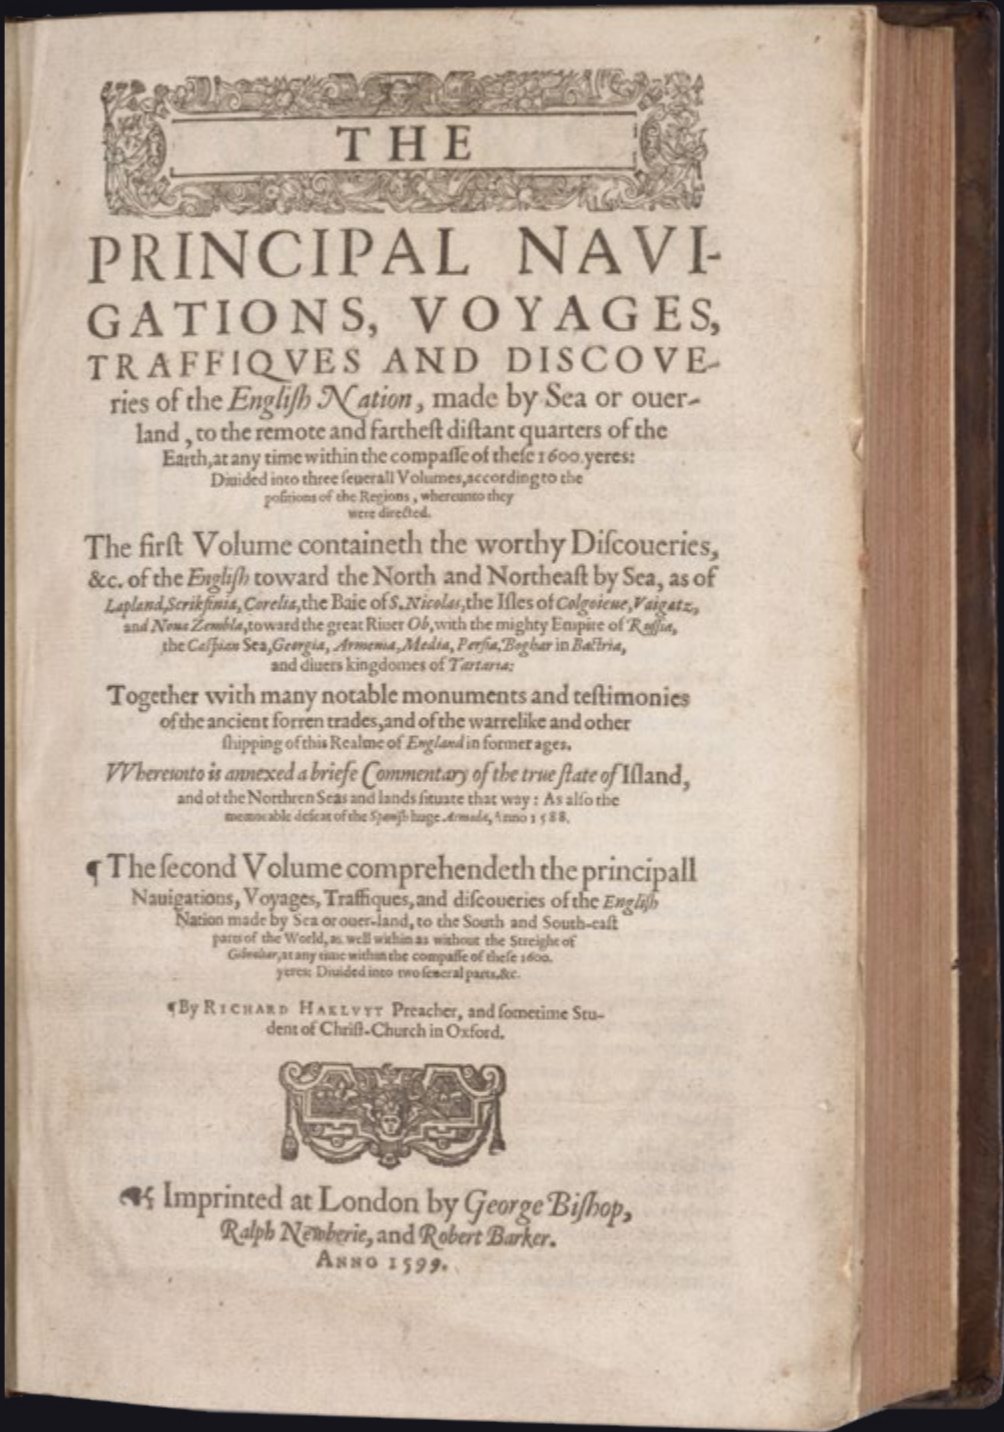 THE
PRINCIPAL NAVI-
GATIONS, VOYAGES,
TRAFFIQVES AND DISCOVE-
ries of the Engliſh Nation, made by Sea or ouer-
land, to the remote and fartheſt diſtant quarters of the
Earth, at any time within the compaſſe of theſe 1600. yeres:
Diuided into three ſeuerall Volumes, according to the
poſitions of the Regions, whereunto they
were directed.
The firſt Volume containeth the worthy Diſcoueries,
&c. of the Engliſh toward the North and Northeaſt by Sea, as of
Lapland, Scrikfinia, Corelia, the Baie of S. Nicolas, the Iſles of Colgoieue, Vaigatz,
and Noua Zembla, toward the great Riuer Ob, with the mighty Empire of Ruſſia,
the Caſpian Sea, Georgia, Armenia, Media, Perſia, Boghar in Bactria,
and diuers kingdomes of Tartaria:
Together with many notable monuments and teſtimonies
of the ancient forren trades, and of the warrelike and other
ſhipping of this Realme of England in former ages.
VVhereunto is annexed a briefe Commentary of the true ſtate of Iſland,
and of the Northren Seas and lands ſituate that way: As alſo the
memorable defeat of the Spaniſh huge Armada, Anno 1588.
¶ The ſecond Volume comprehendeth the principall
Nauigations, Voyages, Traffiques, and diſcoueries of the Engliſh
Nation made by Sea or ouer-land, to the South and South-eaſt
parts of the World, as well within as without the Streight of
Gibraltar, at any time within the compaſſe of theſe 1600.
yeres: Diuided into two ſeueral parts, &c.
¶ By RICHARD HAKLVYT Preacher, and ſometime Stu-
dent of Chriſt-Church in Oxford.
Imprinted at London by George Biſhop,
Ralph Newberie, and Robert Barker.
ANNO 1599.